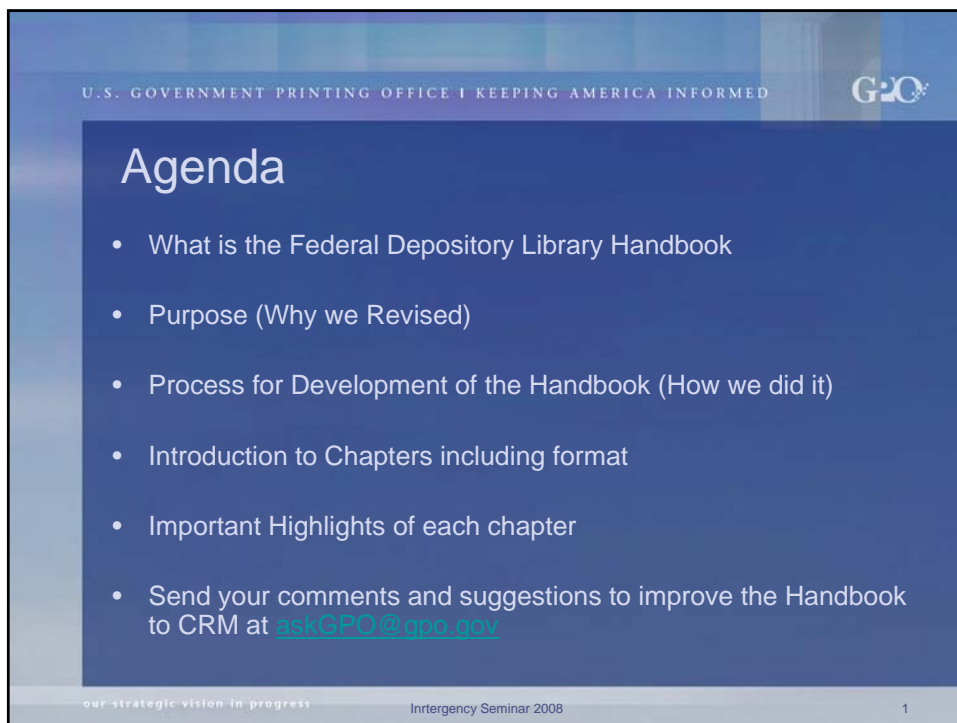 U.S. GOVERNMENT PRINTING OFFICE | KEEPING AMERICA INFORMED
GPO
Agenda
• What is the Federal Depository Library Handbook
• Purpose (Why we Revised)
• Process for Development of the Handbook (How we did it)
• Introduction to Chapters including format
• Important Highlights of each chapter
• Send your comments and suggestions to improve the Handbook
to CRM at askGPO@gpo.gov
our strategic vision in progress
Inrtergency Seminar 2008
1